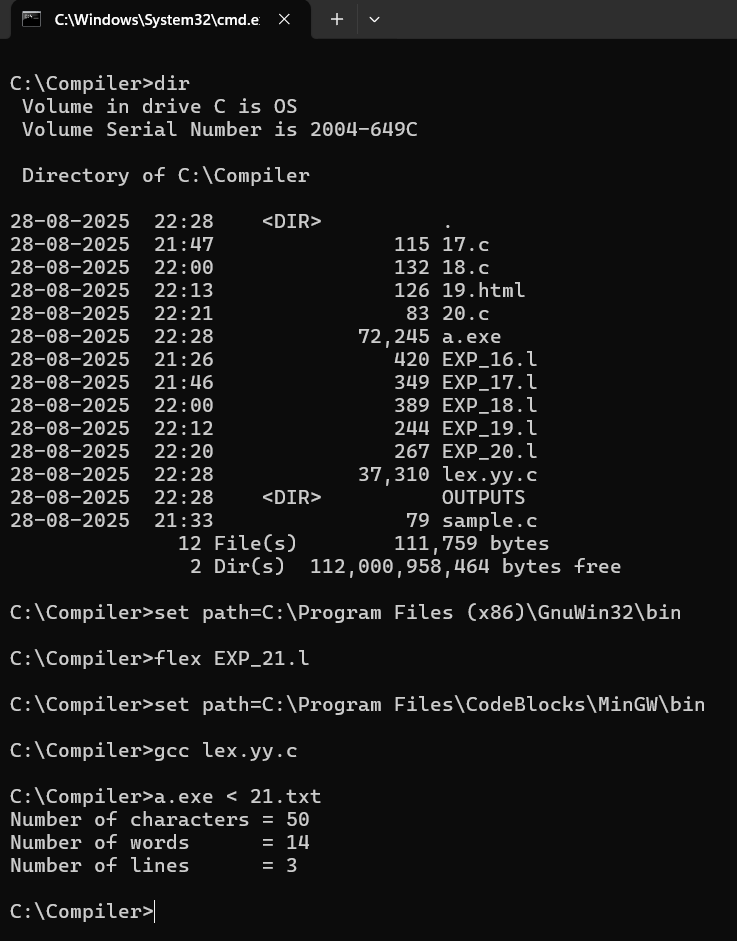 C:\Windows\System32\cmd.e
C:\Compiler>dir
 Volume in drive C is OS
 Volume Serial Number is 2004-649C
 Directory of C:\Compiler
28-08-2025  22:28    <DIR>          .
28-08-2025  21:47               115 17.c
28-08-2025  22:00               132 18.c
28-08-2025  22:13               126 19.html
28-08-2025  22:21                83 20.c
28-08-2025  22:28            72,245 a.exe
28-08-2025  21:26               420 EXP_16.l
28-08-2025  21:46               349 EXP_17.l
28-08-2025  22:00               389 EXP_18.l
28-08-2025  22:12               244 EXP_19.l
28-08-2025  22:20               267 EXP_20.l
28-08-2025  22:28            37,310 lex.yy.c
28-08-2025  22:28    <DIR>          OUTPUTS
28-08-2025  21:33                79 sample.c
              12 File(s)        111,759 bytes
               2 Dir(s)  112,000,958,464 bytes free
C:\Compiler>set path=C:\Program Files (x86)\GnuWin32\bin
C:\Compiler>flex EXP_21.l
C:\Compiler>set path=C:\Program Files\CodeBlocks\MinGW\bin
C:\Compiler>gcc lex.yy.c
C:\Compiler>a.exe < 21.txt
Number of characters = 50
Number of words      = 14
Number of lines      = 3
C:\Compiler>